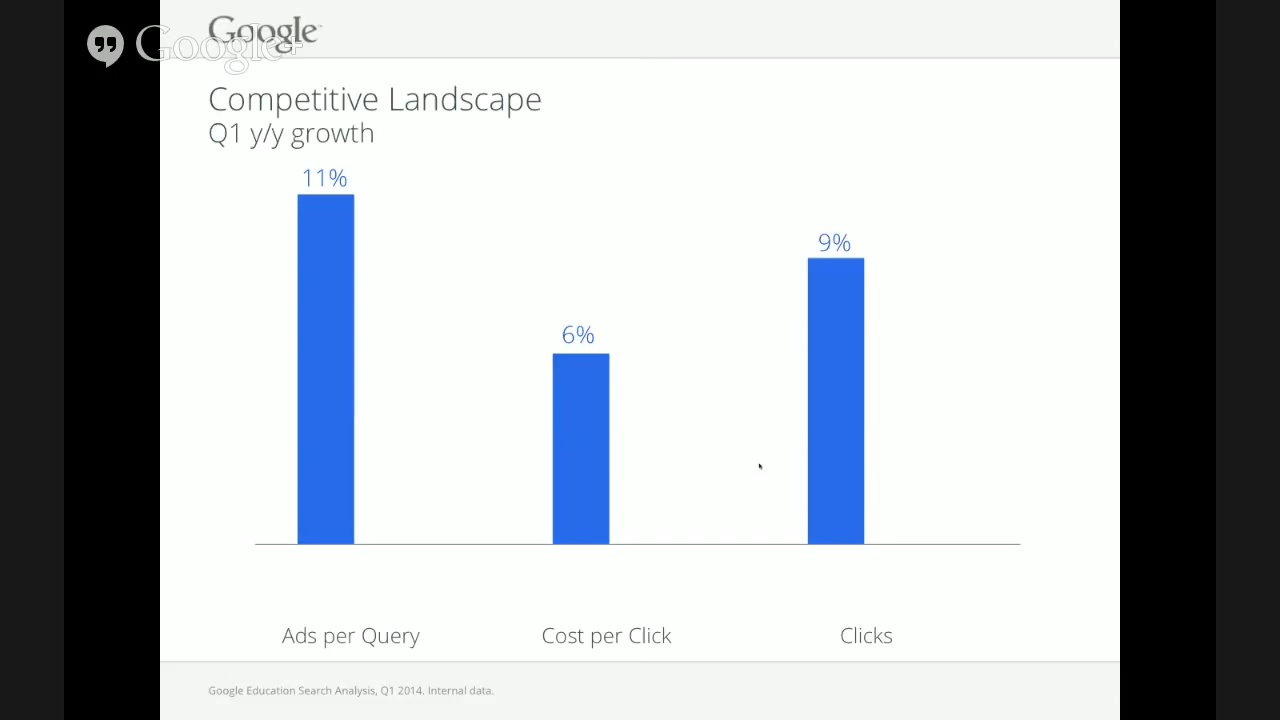 Google
Google+
Competitive Landscape
Q1 y/y growth
11%
6%
9%
Ads per Query
Cost per Click
Clicks
Google Education Search Analysis, Q1 2014. Internal data.